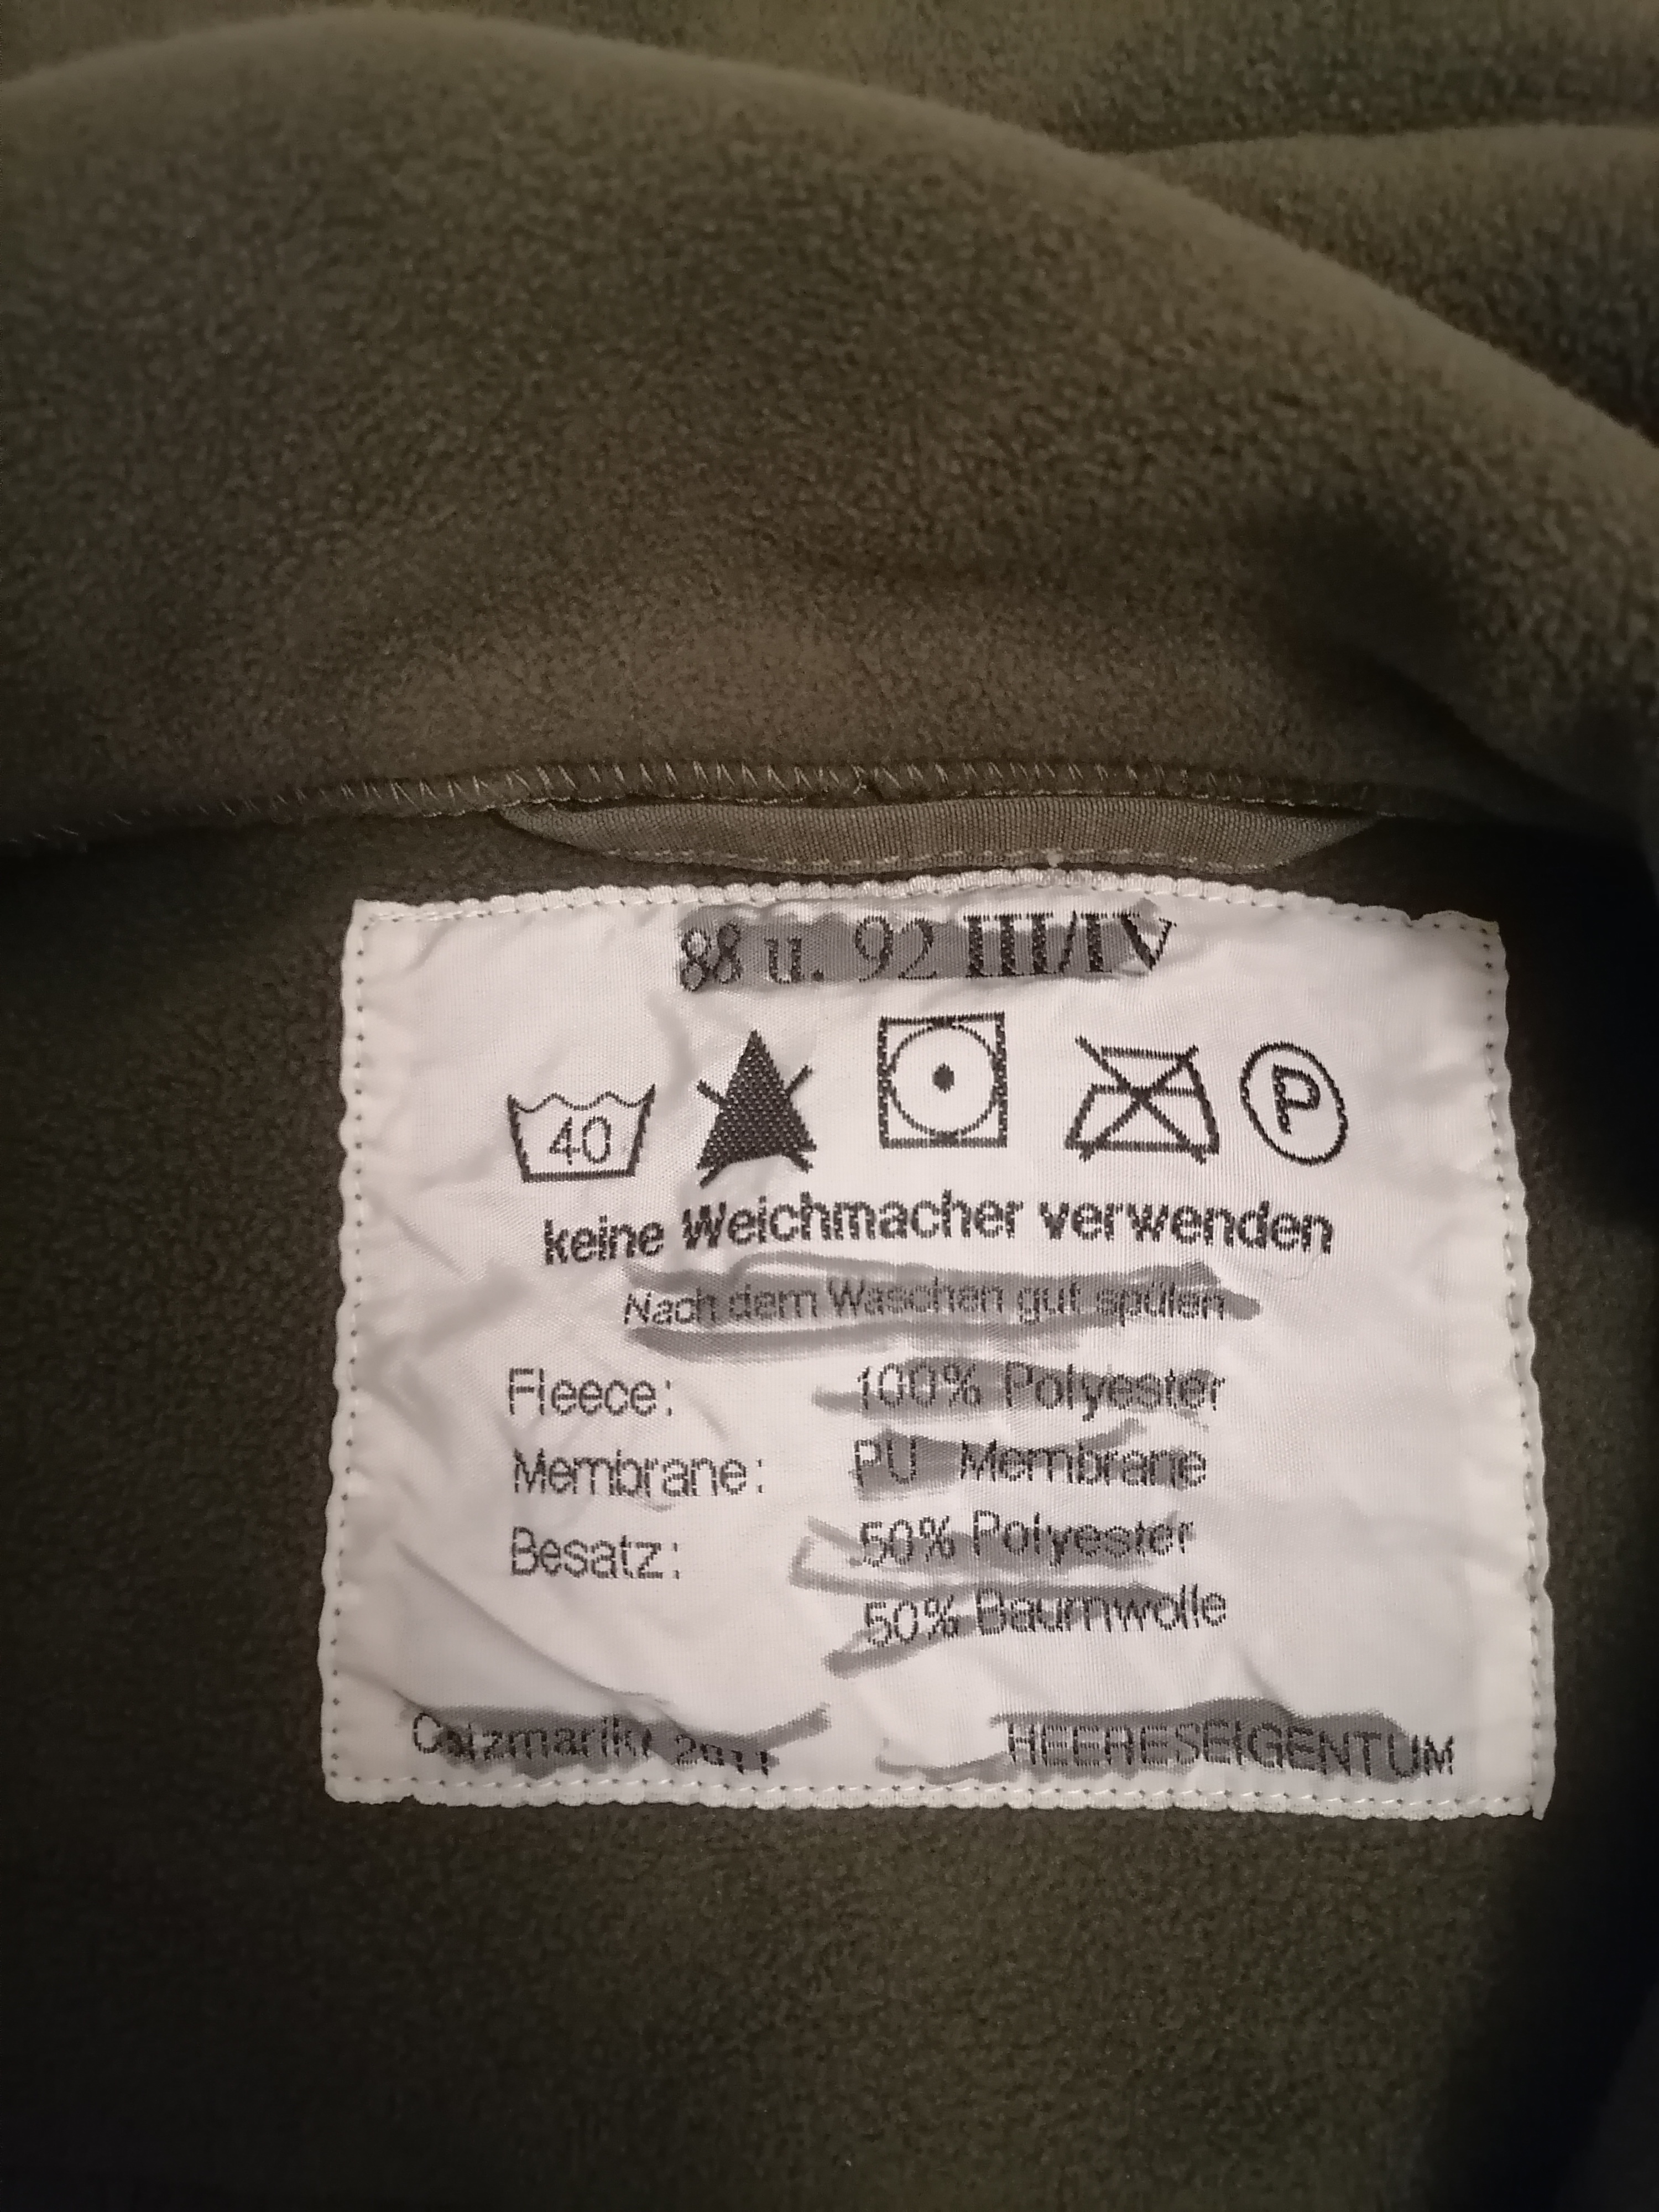 88 u. 92 III/IV
40
P
keine Weichmacher verwenden
Nach dem Waschen gut spülen
Fleece: 100% Polyester
Membrane: PU Membrane
Besatz: 50% Polyester
50% Baumwolle
2011 HEERESEIGENTUM